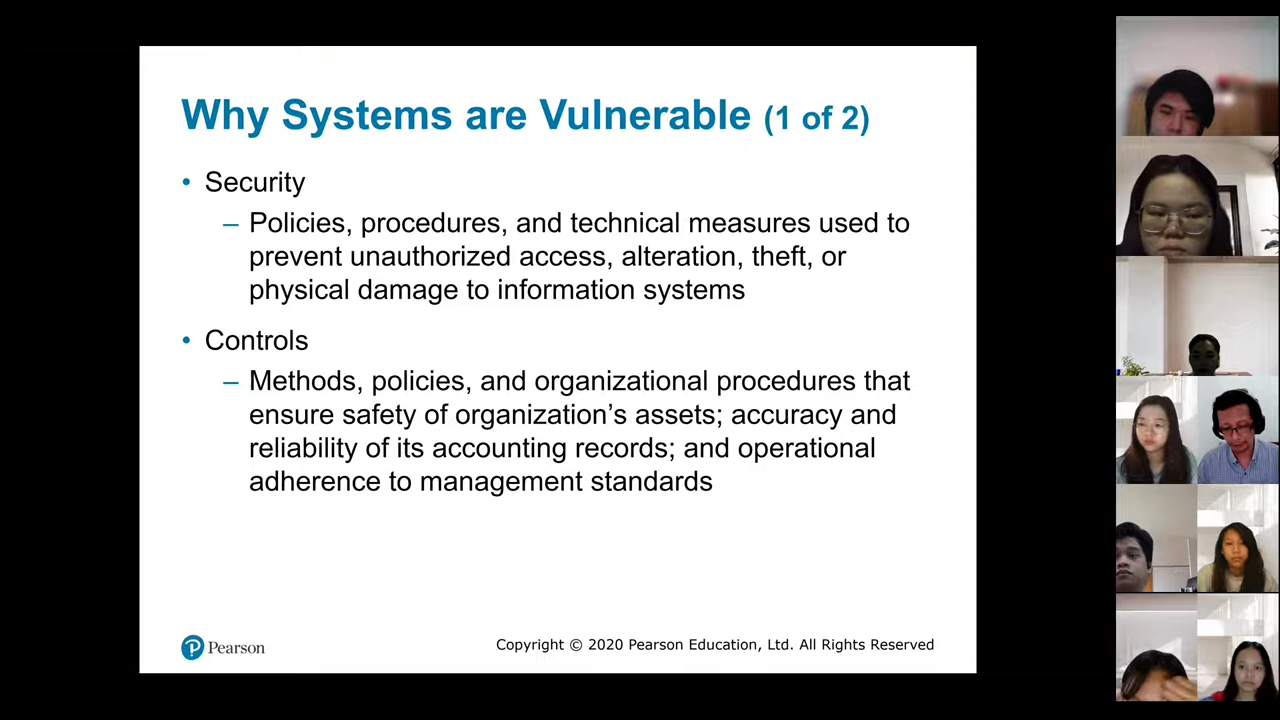 Why Systems are Vulnerable (1 of 2)
• Security
– Policies, procedures, and technical measures used to
prevent unauthorized access, alteration, theft, or
physical damage to information systems
• Controls
– Methods, policies, and organizational procedures that
ensure safety of organization’s assets; accuracy and
reliability of its accounting records; and operational
adherence to management standards
P Pearson
Copyright © 2020 Pearson Education, Ltd. All Rights Reserved